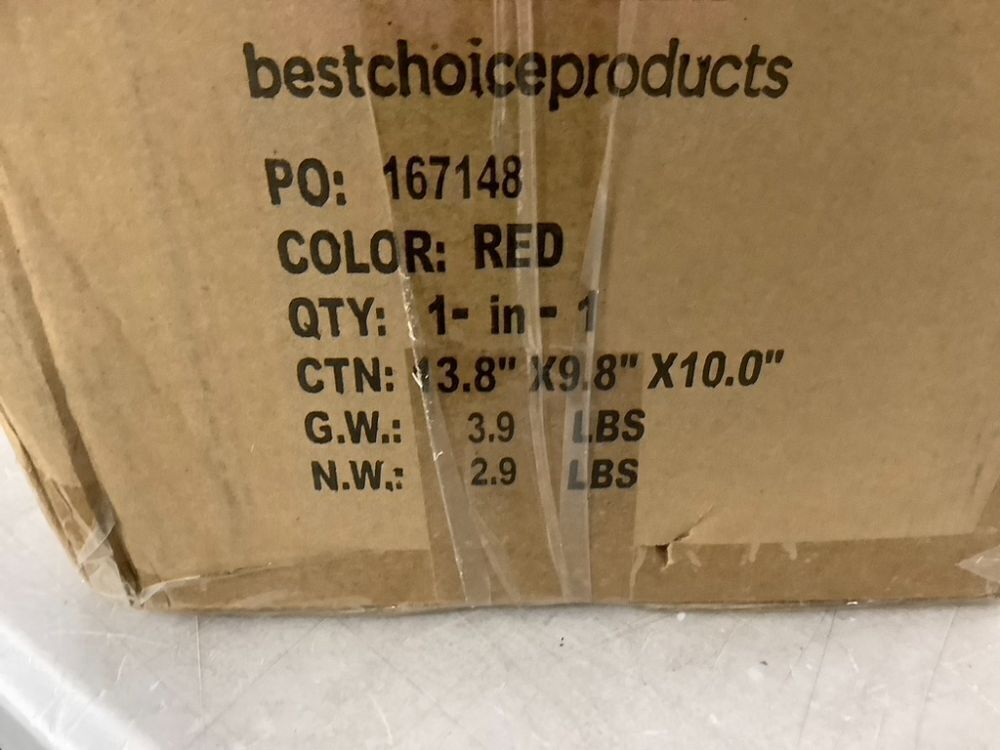 bestchoiceproducts
PO: 167148
COLOR: RED
QTY: 1- in - 1
CTN: 13.8" X9.8" X10.0"
G.W.: 3.9 LBS
N.W.: 2.9 LBS